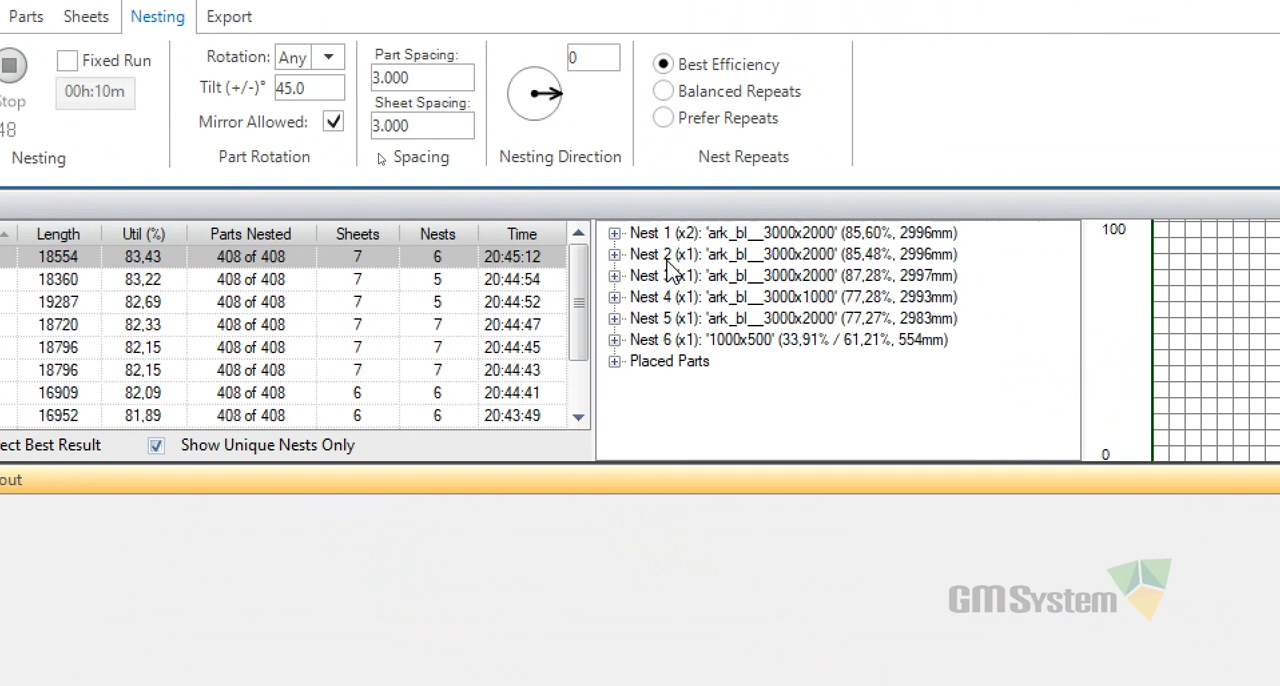 Parts Sheets Nesting Export
Fixed Run
00h:10m
Stop
48
Nesting
Rotation: Any
Tilt (+/-)° 45.0
Mirror Allowed:
Part Rotation
Part Spacing:
3.000
Sheet Spacing:
3.000
Spacing
0
Nesting Direction
Best Efficiency
Balanced Repeats
Prefer Repeats
Nest Repeats
Length Util (%) Parts Nested Sheets Nests Time
18554 83,43 408 of 408 7 6 20:45:12
18360 83,22 408 of 408 7 5 20:44:54
19287 82,69 408 of 408 7 5 20:44:52
18720 82,33 408 of 408 7 7 20:44:47
18796 82,15 408 of 408 7 7 20:44:45
18796 82,15 408 of 408 7 7 20:44:43
16909 82,09 408 of 408 6 6 20:44:41
16952 81,89 408 of 408 6 6 20:43:49
ect Best Result Show Unique Nests Only
Nest 1 (x2): 'ark_bl__3000x2000' (85,60%, 2996mm)
Nest 2 (x1): 'ark_bl__3000x2000' (85,48%, 2996mm)
Nest 3 (x1): 'ark_bl__3000x2000' (87,28%, 2997mm)
Nest 4 (x1): 'ark_bl__3000x1000' (77,28%, 2993mm)
Nest 5 (x1): 'ark_bl__3000x2000' (77,27%, 2983mm)
Nest 6 (x1): '1000x500' (33,91% / 61,21%, 554mm)
Placed Parts
100
0
out
GM System